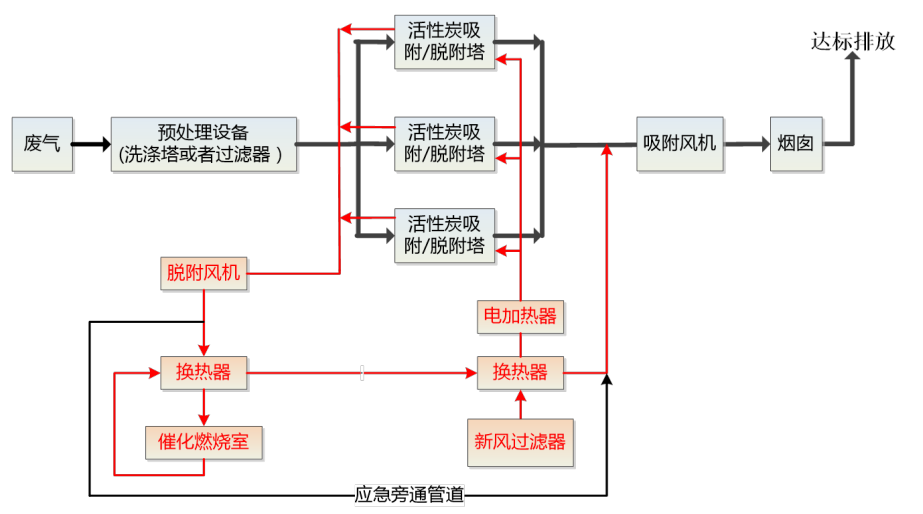 活性炭吸
附/脱附塔
达标排放
废气
预处理设备
(洗涤塔或者过滤器)
活性炭吸
附/脱附塔
吸附风机
烟囱
活性炭吸
附/脱附塔
脱附风机
电加热器
换热器
换热器
催化燃烧室
新风过滤器
应急旁通管道